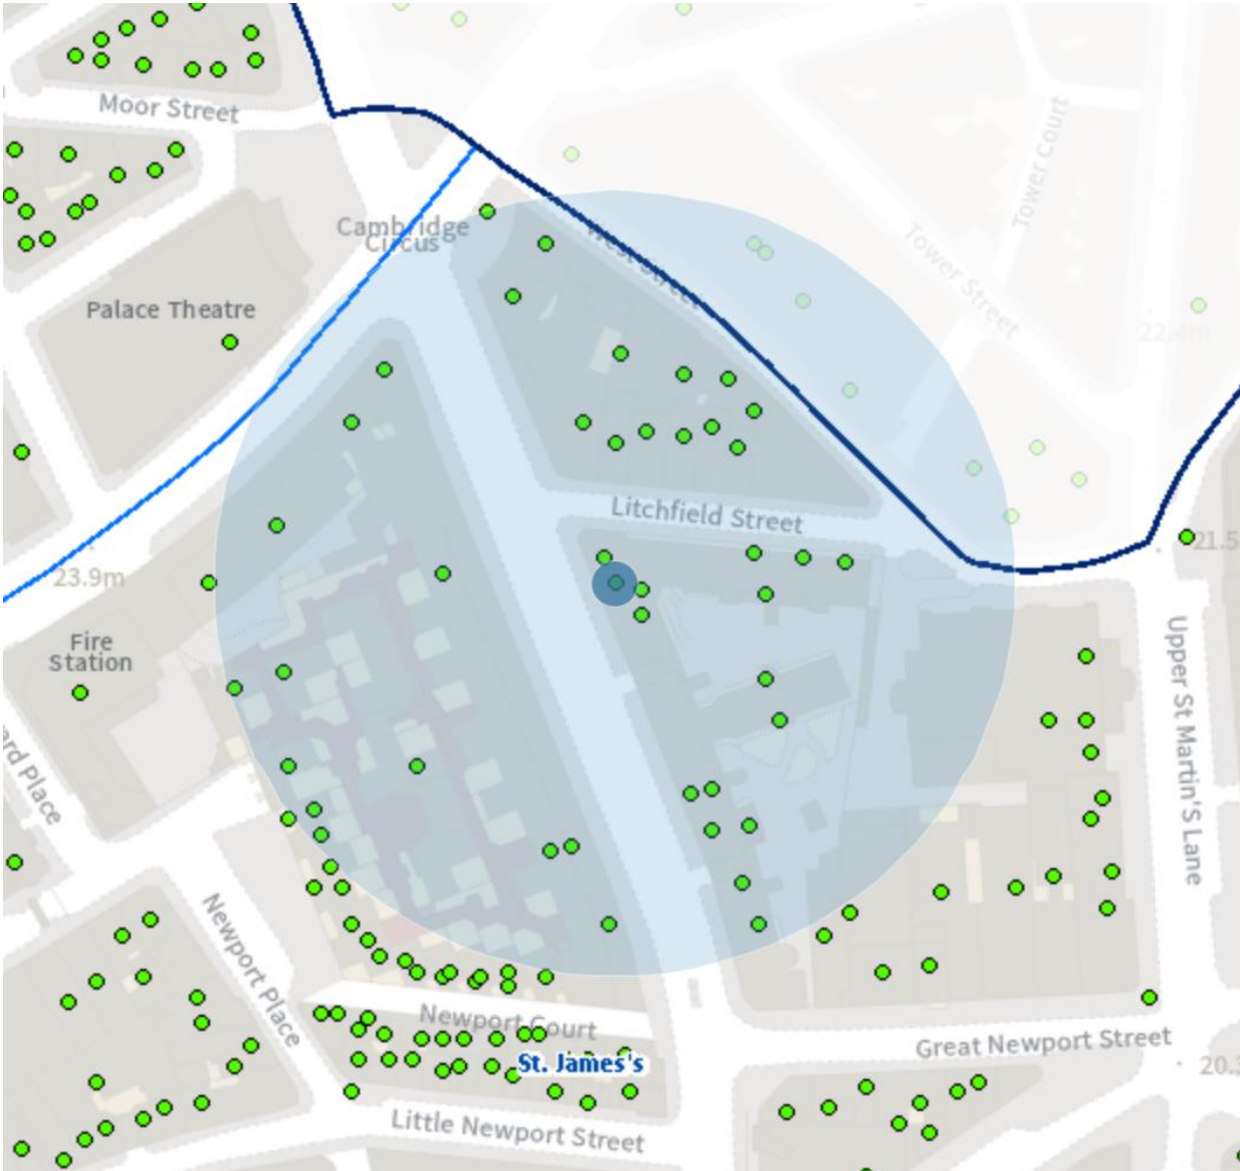 Moor Street
Tower Court
Cambridge
Circus
West Street
Tower Street
Palace Theatre
22.4m
Litchfield Street
21.5
23.9m
Fire
Station
Upper St Martin'S Lane
ard Place
Newport Place
Newport Court
Great Newport Street
St. James's
20.3
Little Newport Street